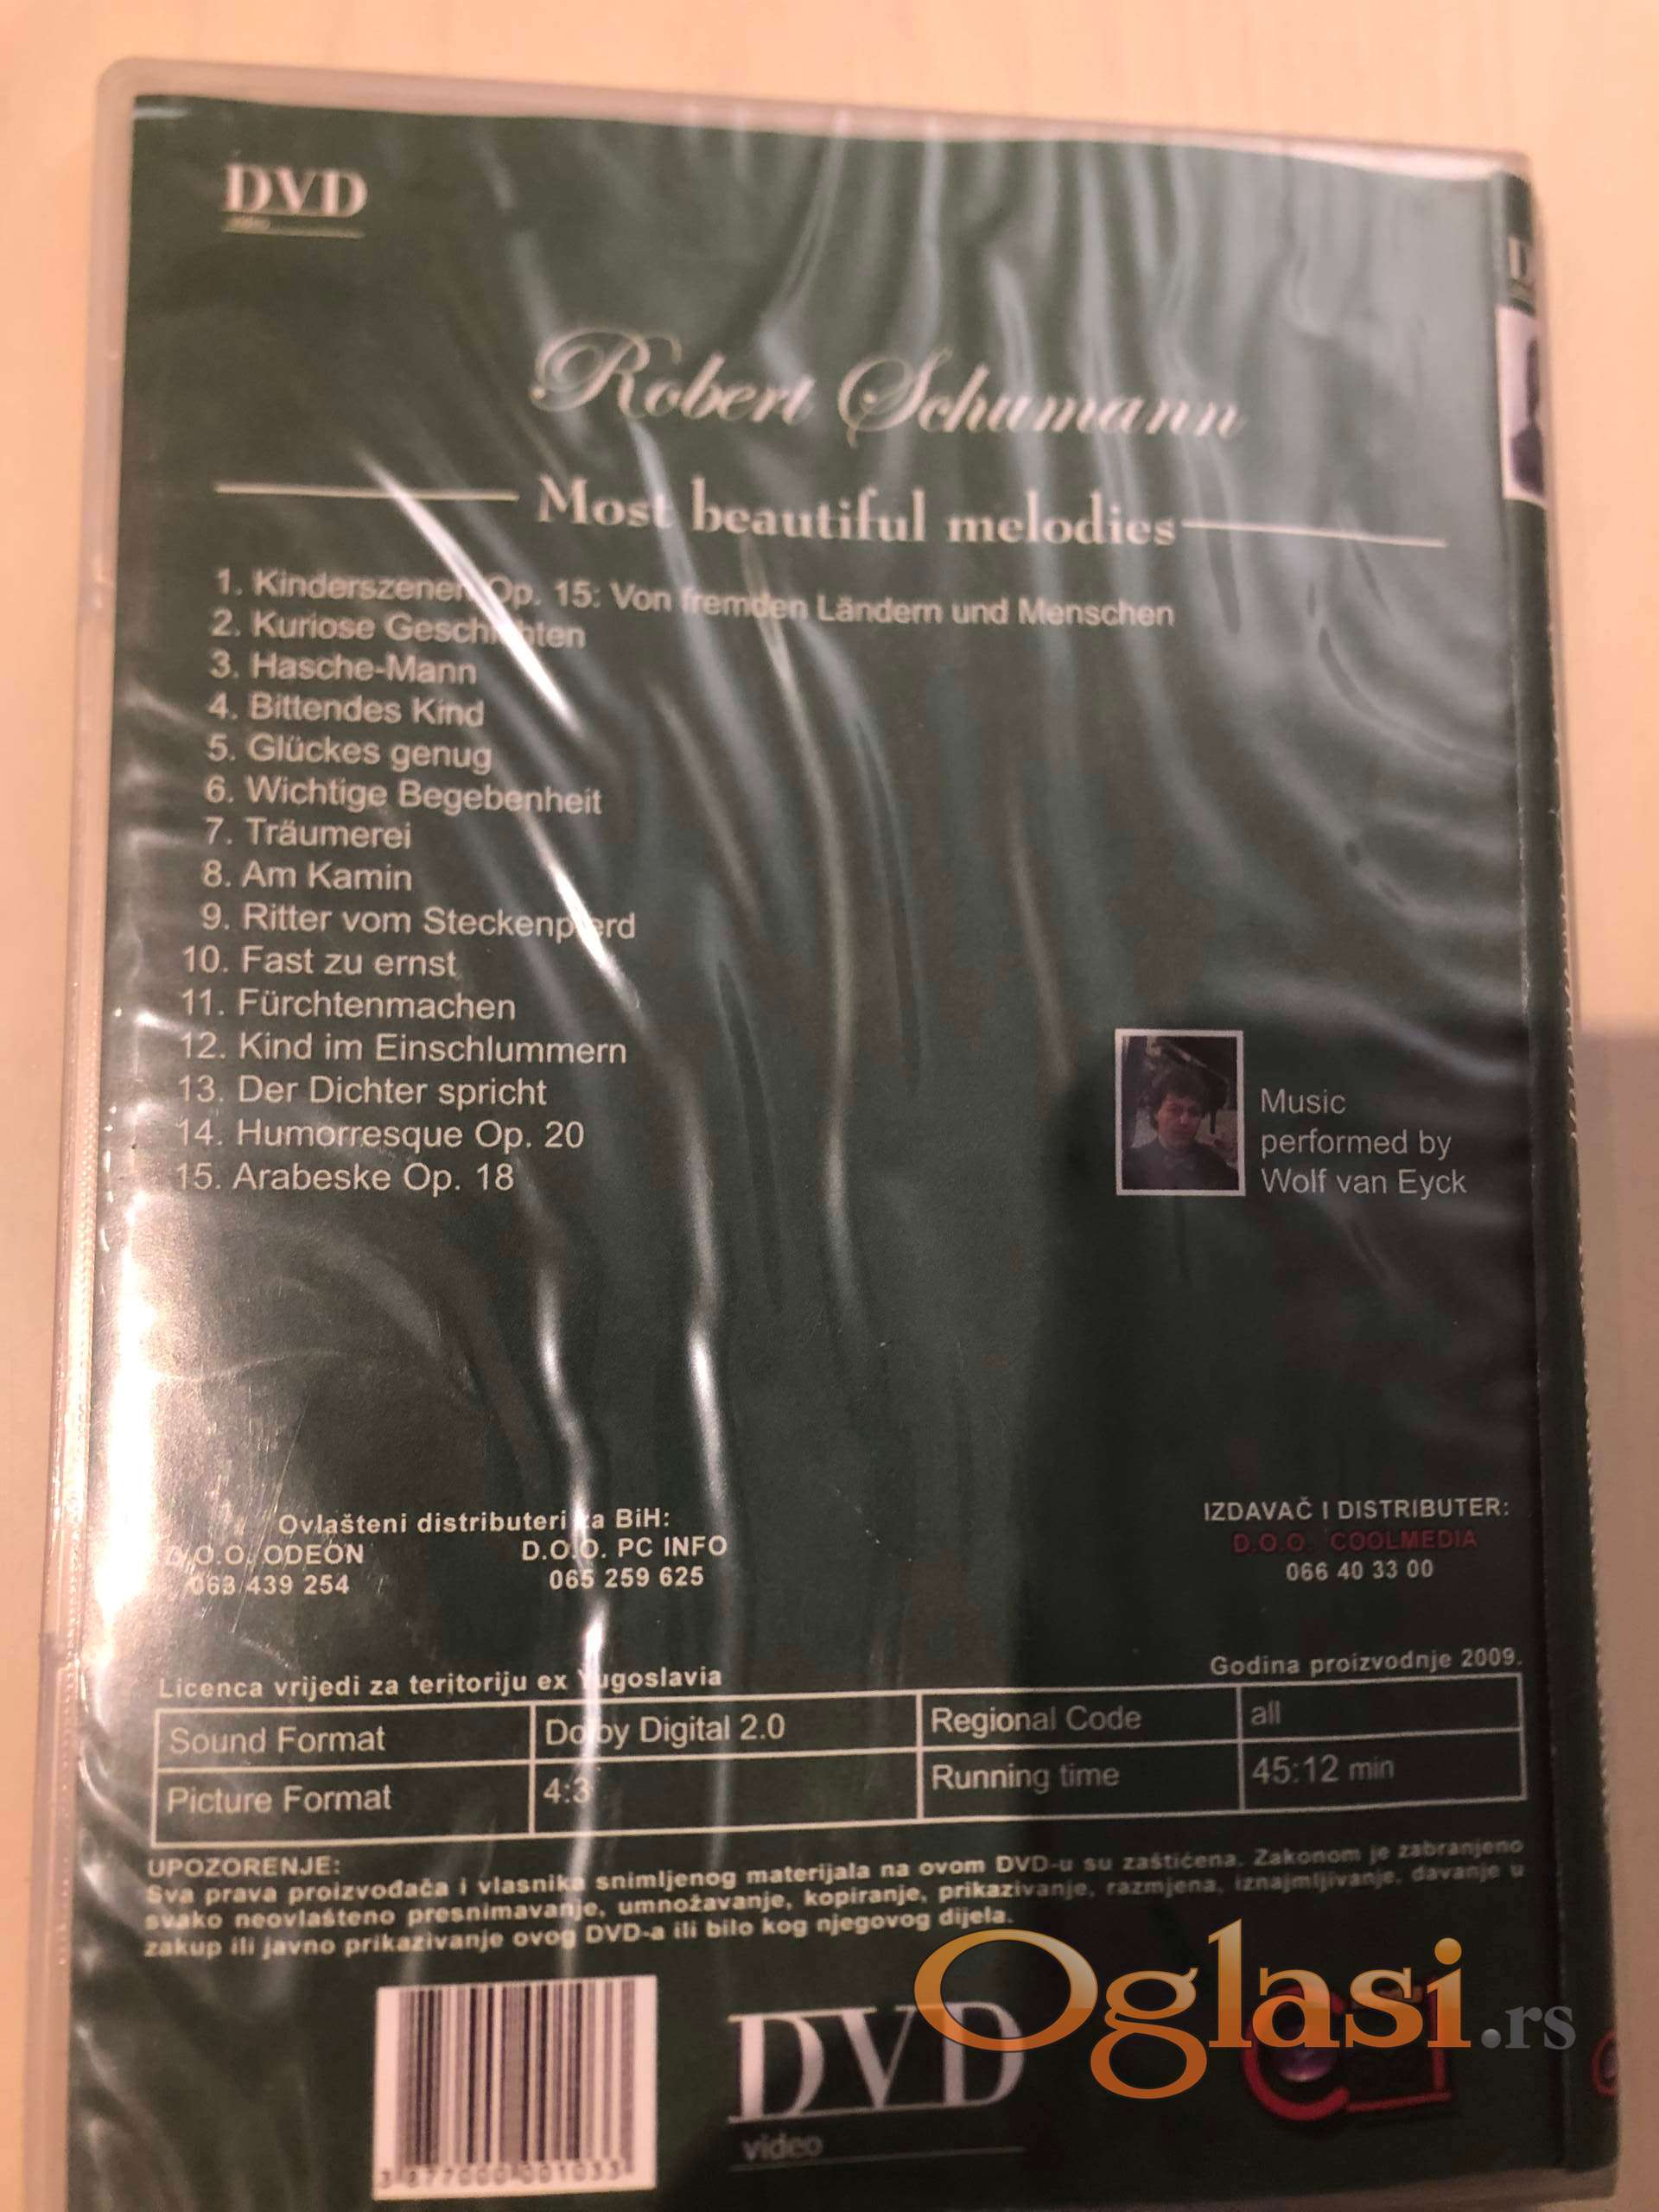 DVD
video
Robert Schumann
Most beautiful melodies
1. Kinderszenen Op. 15: Von fremden Ländern und Menschen
2. Kuriose Geschichten
3. Hasche-Mann
4. Bittendes Kind
5. Glückes genug
6. Wichtige Begebenheit
7. Träumerei
8. Am Kamin
9. Ritter vom Steckenpferd
10. Fast zu ernst
11. Fürchtenmachen
12. Kind im Einschlummern
13. Der Dichter spricht
14. Humorresque Op. 20
15. Arabeske Op. 18
Music
performed by
Wolf van Eyck
Ovlašteni distributeri za BiH:
D.O.O. ODEON D.O.O. PC INFO
063 439 254 065 259 625
IZDAVAČ I DISTRIBUTER:
D.O.O. COOLMEDIA
066 40 33 00
Licenca vrijedi za teritoriju ex Yugoslavia
Godina proizvodnje 2009.
Sound Format Dolby Digital 2.0 Regional Code all
Picture Format 4:3 Running time 45:12 min
UPOZORENJE:
Sva prava proizvođača i vlasnika snimljenog materijala na ovom DVD-u su zaštićena. Zakonom je zabranjeno
svako neovlašteno presnimavanje, umnožavanje, kopiranje, prikazivanje, razmjena, iznajmljivanje, davanje u
zakup ili javno prikazivanje ovog DVD-a ili bilo kog njegovog dijela.
DVD
video
Oglasi.rs